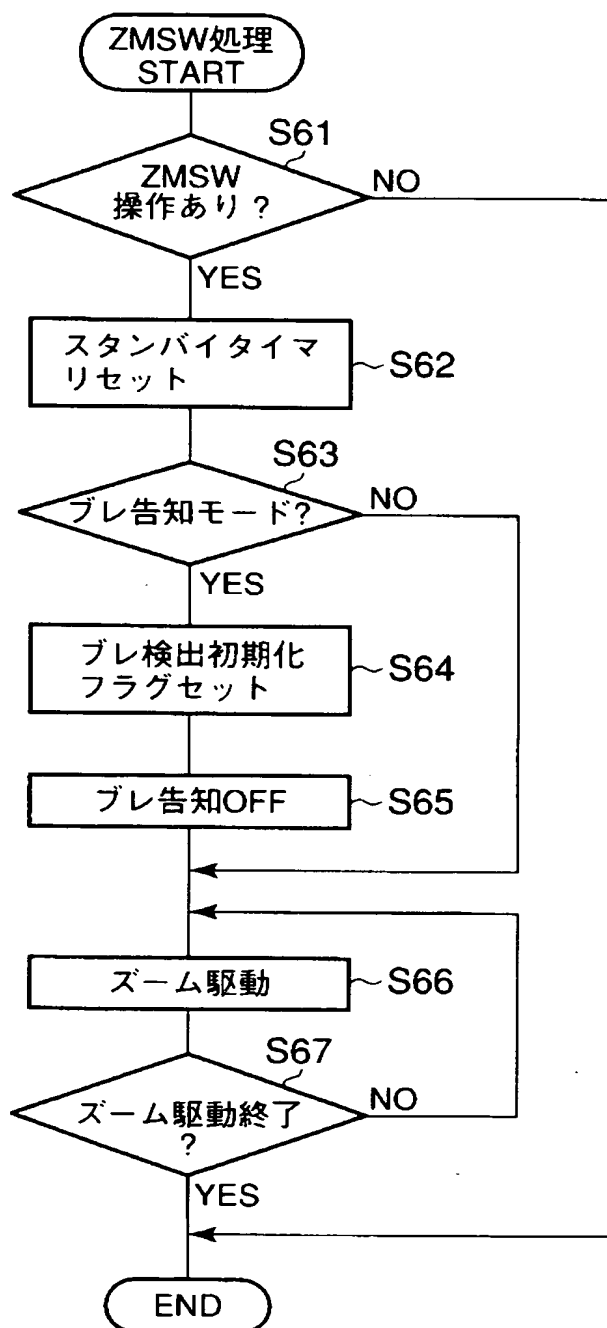 ZMSW処理
START
S61
ZMSW
操作あり?
NO
YES
スタンバイタイマ
リセット
S62
S63
ブレ告知モード?
NO
YES
ブレ検出初期化
フラグセット
S64
ブレ告知OFF
S65
ズーム駆動
S66
S67
ズーム駆動終了
?
NO
YES
END